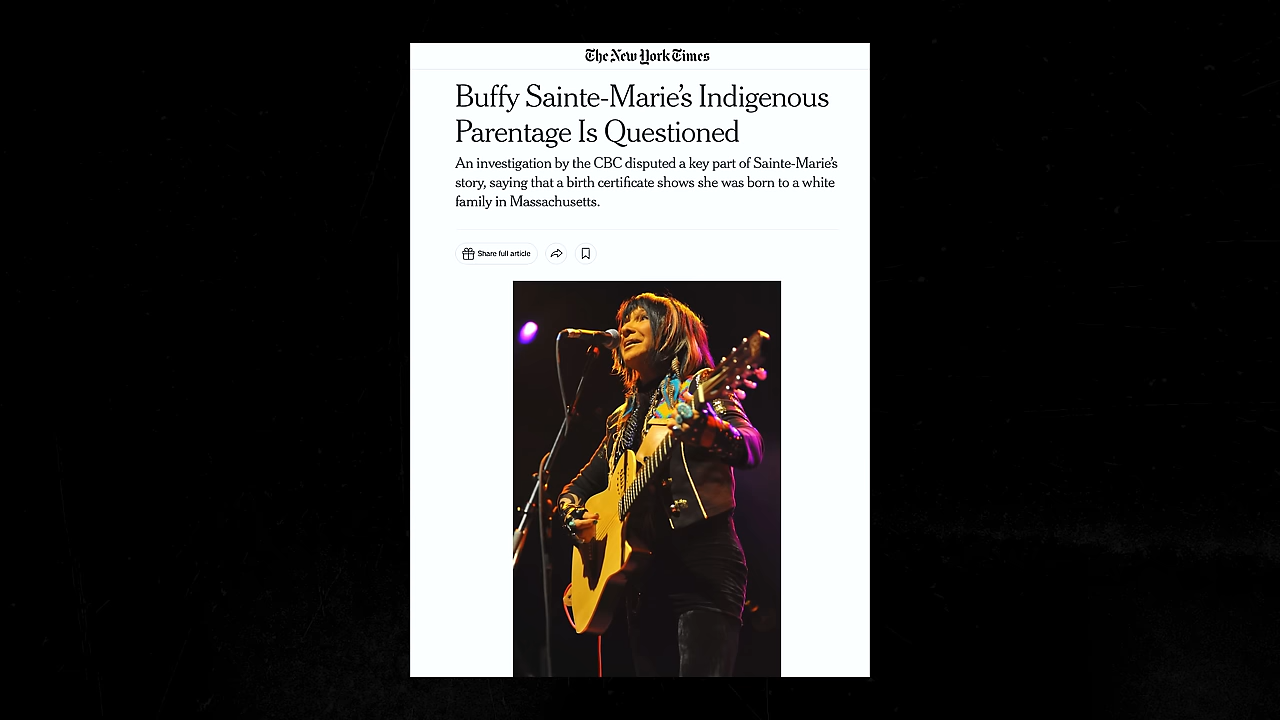 The New York Times
Buffy Sainte-Marie’s Indigenous
Parentage Is Questioned
An investigation by the CBC disputed a key part of Sainte-Marie’s
story, saying that a birth certificate shows she was born to a white
family in Massachusetts.
Share full article